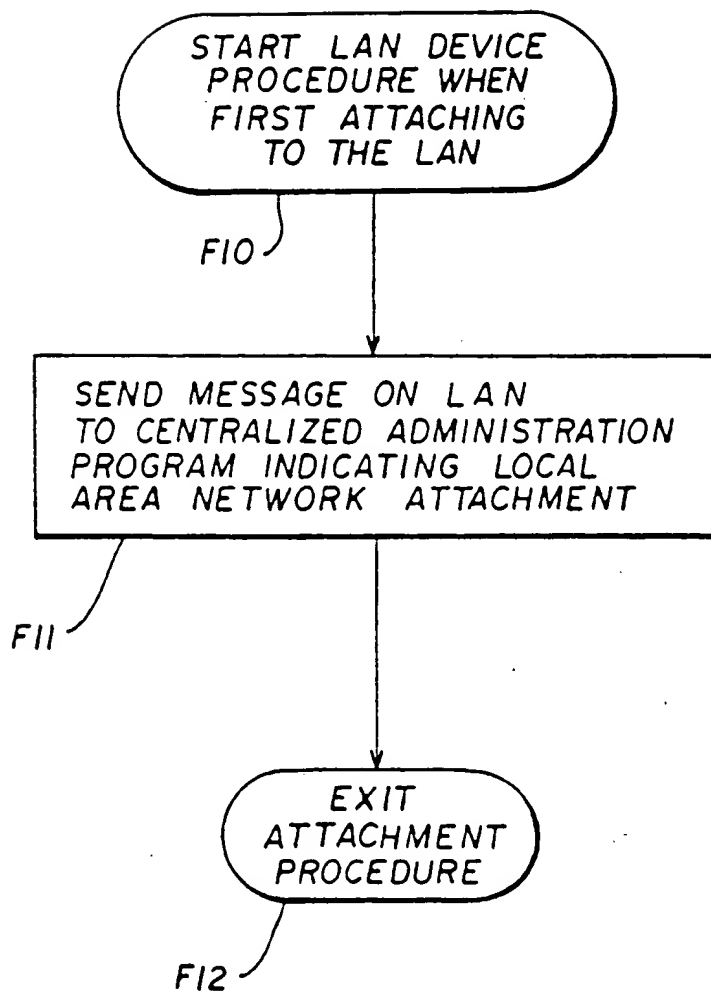 START LAN DEVICE
PROCEDURE WHEN
FIRST ATTACHING
TO THE LAN
F10
SEND MESSAGE ON LAN
TO CENTRALIZED ADMINISTRATION
PROGRAM INDICATING LOCAL
AREA NETWORK ATTACHMENT
F11
EXIT
ATTACHMENT
PROCEDURE
F12